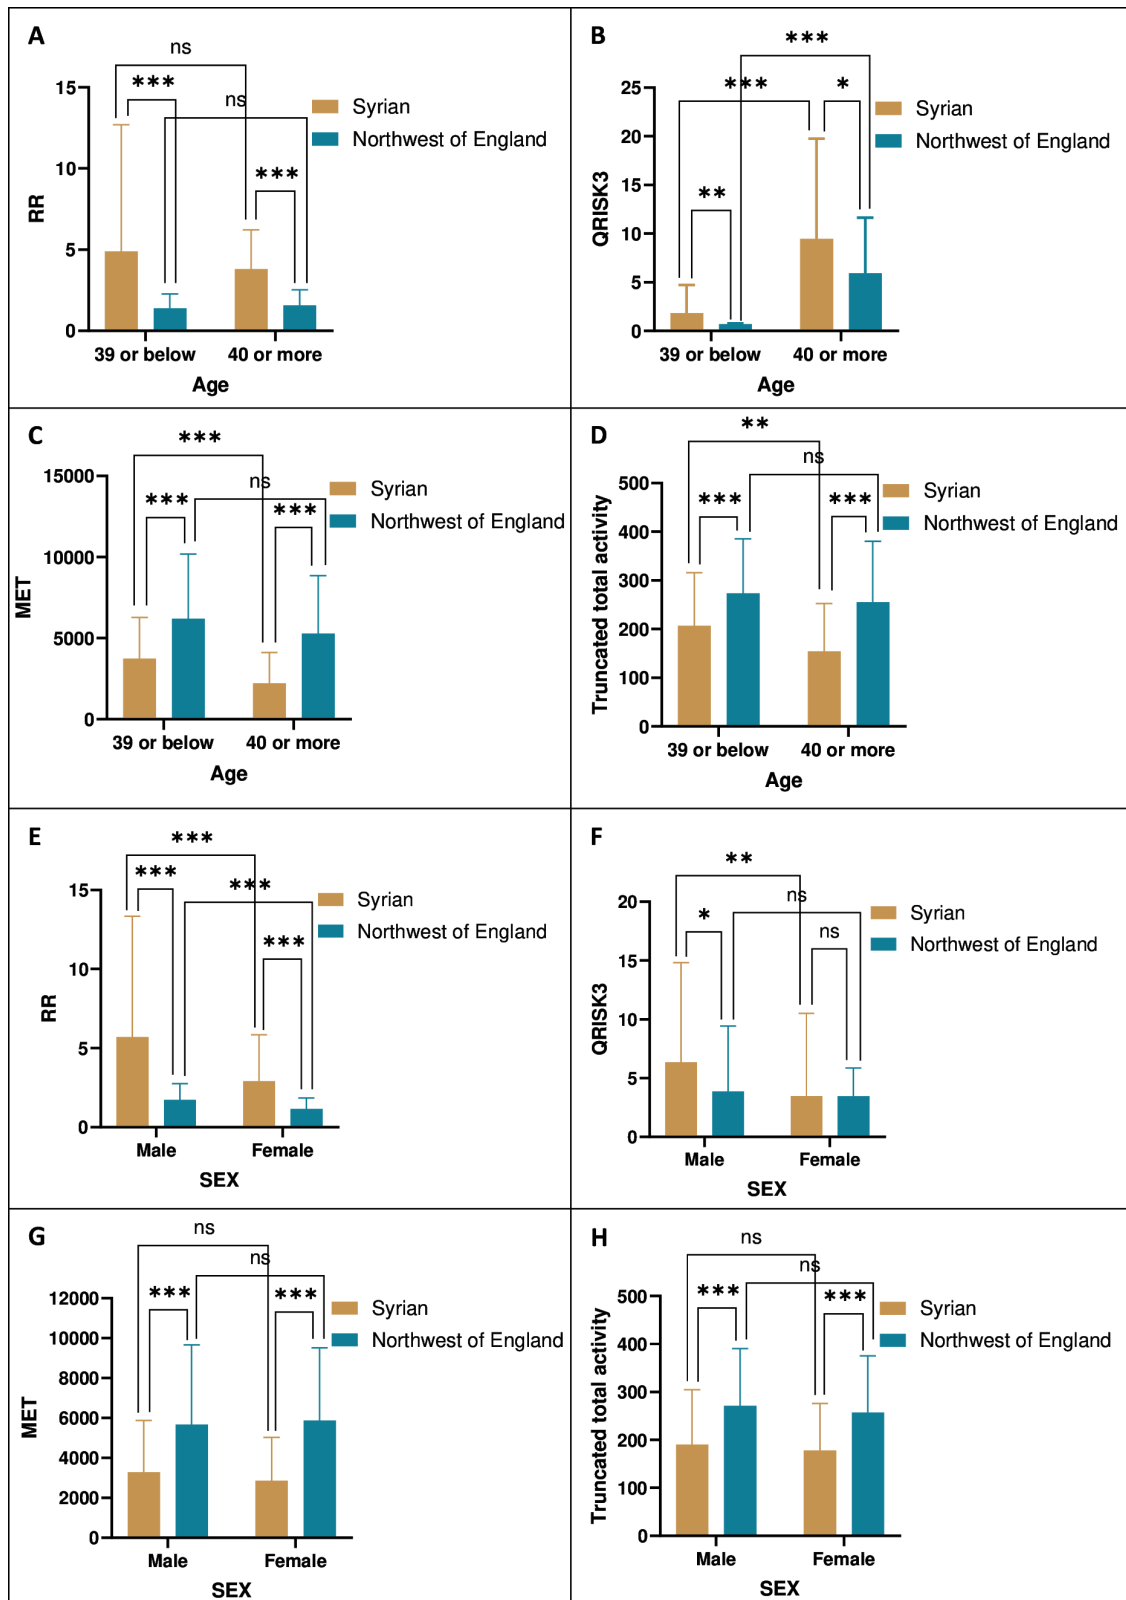 A
ns
***
ns
***
15
10
5
0
RR
39 or below
40 or more
Age
Syrian
Northwest of England
B
***
***
*
**
25
20
15
10
5
0
QRISK3
39 or below
40 or more
Age
Syrian
Northwest of England
C
***
ns
***
***
15000
10000
5000
0
MET
39 or below
40 or more
Age
Syrian
Northwest of England
D
**
ns
***
***
500
400
300
200
100
0
Truncated total activity
39 or below
40 or more
Age
Syrian
Northwest of England
E
***
***
***
***
15
10
5
0
RR
Male
Female
SEX
Syrian
Northwest of England
F
**
ns
*
ns
20
15
10
5
0
QRISK3
Male
Female
SEX
Syrian
Northwest of England
G
ns
ns
***
***
12000
10000
8000
6000
4000
2000
0
MET
Male
Female
SEX
Syrian
Northwest of England
H
ns
ns
***
***
500
400
300
200
100
0
Truncated total activity
Male
Female
SEX
Syrian
Northwest of England